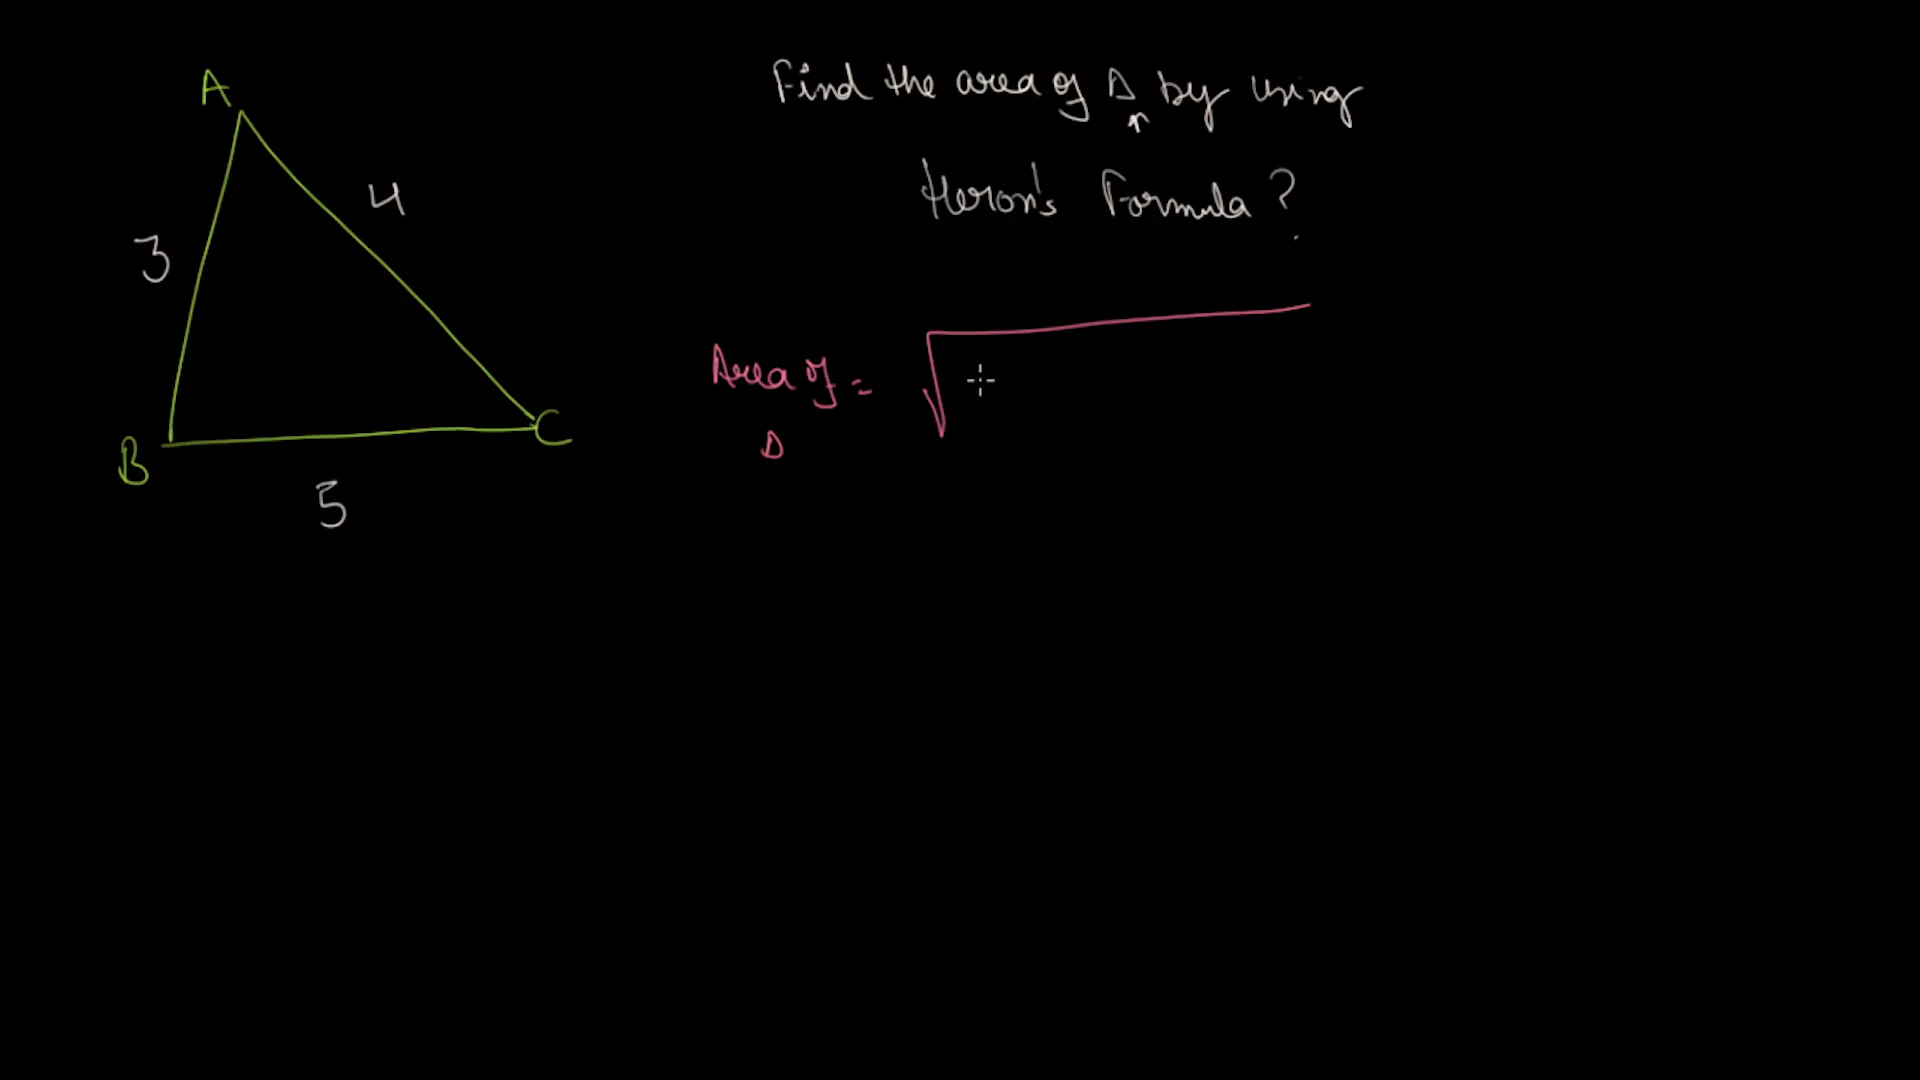 A
3
4
B
C
5
Find the area of Δ by using
Heron's Formula ?
Area of =
Δ
√